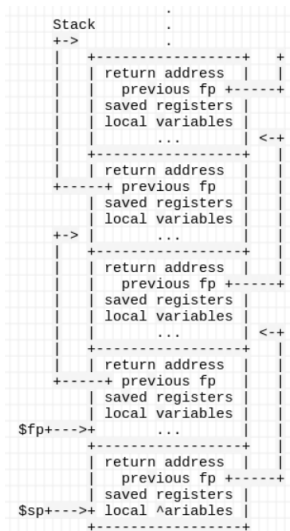 .
Stack .
+-> .
| +-----------------+ +
| | return address | |
| | previous fp +-----+
| | saved registers |
| | local variables |
| | ... | <-+
| +-----------------+ |
| | return address | |
+-----+ previous fp | |
| saved registers | |
| local variables | |
+-> | ... | |
| +-----------------+ |
| | return address | |
| | previous fp +-----+
| | saved registers |
| | local variables |
| | ... | <-+
| +-----------------+ |
| | return address | |
+-----+ previous fp | |
| saved registers | |
| local variables | |
$fp+--->+ ... | |
+-----------------+ |
| return address | |
| previous fp +-----+
| saved registers |
$sp+--->+ local ^ariables |
+-----------------+